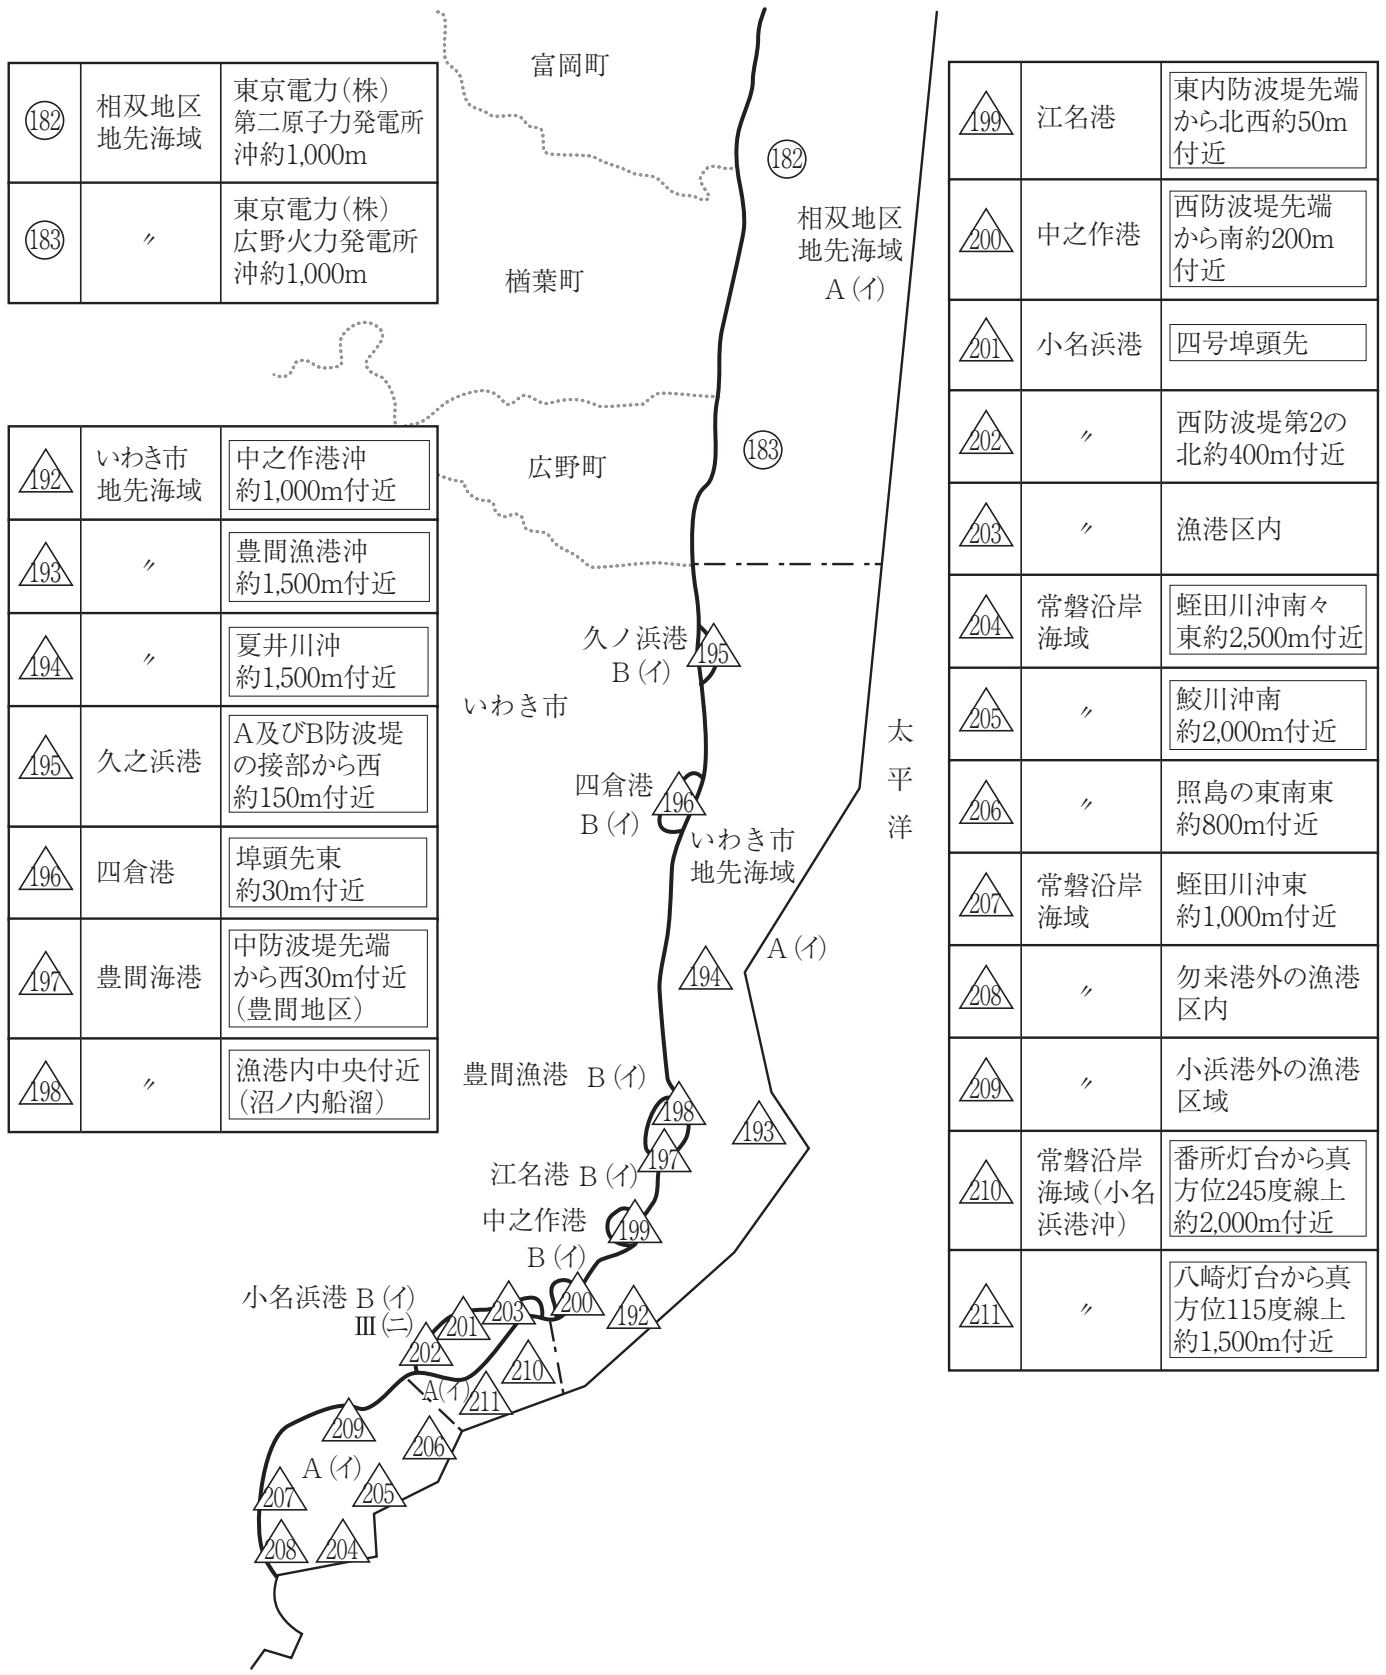 182
相双地区
地先海域
東京電力(株)
第二原子力発電所
沖約1,000m
183
〃
東京電力(株)
広野火力発電所
沖約1,000m
192
いわき市
地先海域
中之作港沖
約1,000m付近
193
〃
豊間漁港沖
約1,500m付近
194
〃
夏井川沖
約1,500m付近
195
久之浜港
A及びB防波堤
の接部から西
約150m付近
196
四倉港
埠頭先東
約30m付近
197
豊間海港
中防波堤先端
から西30m付近
(豊間地区)
198
〃
漁港内中央付近
(沼ノ内船溜)
富岡町
182
相双地区
地先海域
A(イ)
楢葉町
183
広野町
久ノ浜港
B(イ)
195
いわき市
太平洋
四倉港
B(イ)
196
いわき市
地先海域
A(イ)
194
豊間漁港 B(イ)
198
193
197
江名港 B(イ)
中之作港
B(イ)
199
小名浜港 B(イ)
Ⅲ(ニ)
200
192
203
201
202
210
A(イ)
211
209
206
A(イ)
207
205
208
204
199
江名港
東内防波堤先端
から北西約50m
付近
200
中之作港
西防波堤先端
から南約200m
付近
201
小名浜港
四号埠頭先
202
〃
西防波堤第2の
北約400m付近
203
〃
漁港区内
204
常磐沿岸
海域
蛭田川沖南々
東約2,500m付近
205
〃
鮫川沖南
約2,000m付近
206
〃
照島の東南東
約800m付近
207
常磐沿岸
海域
蛭田川沖東
約1,000m付近
208
〃
勿来港外の漁港
区内
209
〃
小浜港外の漁港
区域
210
常磐沿岸
海域(小名
浜港沖)
番所灯台から真
方位245度線上
約2,000m付近
211
〃
八崎灯台から真
方位115度線上
約1,500m付近